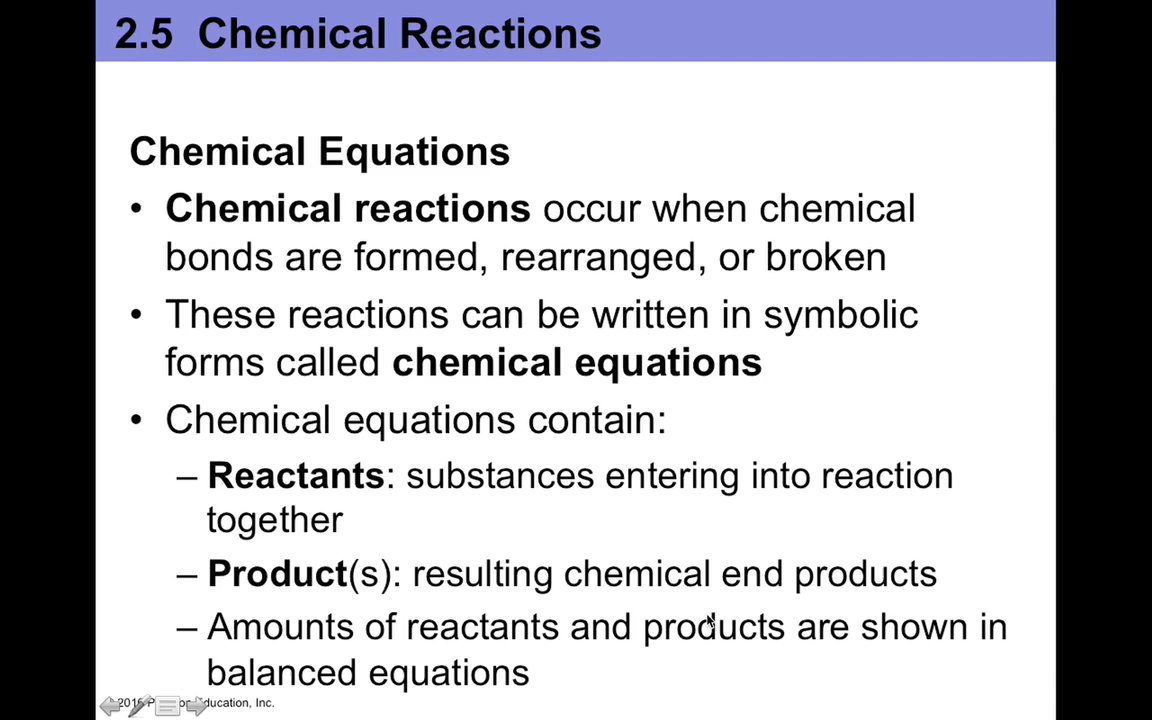 2.5 Chemical Reactions
Chemical Equations
• Chemical reactions occur when chemical
bonds are formed, rearranged, or broken
• These reactions can be written in symbolic
forms called chemical equations
• Chemical equations contain:
– Reactants: substances entering into reaction
together
– Product(s): resulting chemical end products
– Amounts of reactants and products are shown in
balanced equations
Education, Inc.